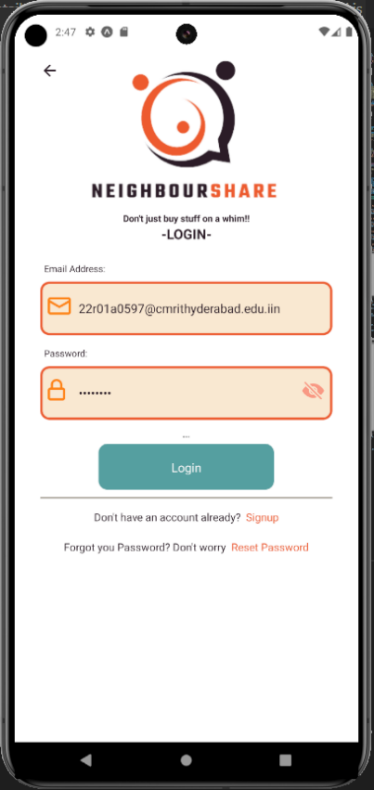 2:47
NEIGHBOURSHARE
Don't just buy stuff on a whim!!
-LOGIN-
Email Address:
22r01a0597@cmrithyderabad.edu.iin
Password:
••••••••
...
Login
Don't have an account already? Signup
Forgot you Password? Don't worry Reset Password